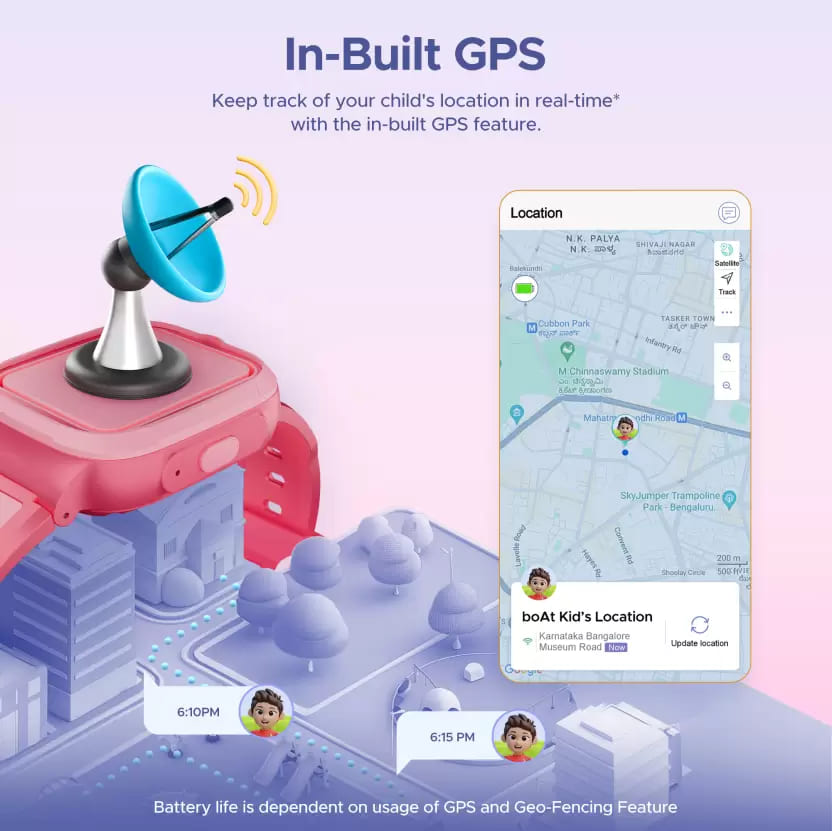 In-Built GPS
Keep track of your child's location in real-time*
with the in-built GPS feature.
Location
N.K. PALYA
N.K. ಪಾಳ್ಯ
SHIVAJI NAGAR
ಶಿವಾಜಿನಗರ
Balekundri
Satellite
Track
TASKER TOWN
ಟಾಸ್ಕರ್ ಟೌನ್
M Cubbon Park
ಕಬ್ಬನ್ ಪಾರ್ಕ್
Infantry Rd
M.Chinnaswamy Stadium
ಎಂ. ಚಿನ್ನಸ್ವಾಮಿ
ಕ್ರಿಕೆಟ್ ಕ್ರೀಡಾಂಗಣ
Mahatm ndhi Road M
SkyJumper Trampoline
Park - Bengaluru..
Lavelle Road
Hayes Rd
Convent Rd
Shoolay Circle
200 m
500
boAt Kid's Location
Karnataka Bangalore
Museum Road Now
Update location
Google
6:10PM
6:15 PM
Battery life is dependent on usage of GPS and Geo-Fencing Feature